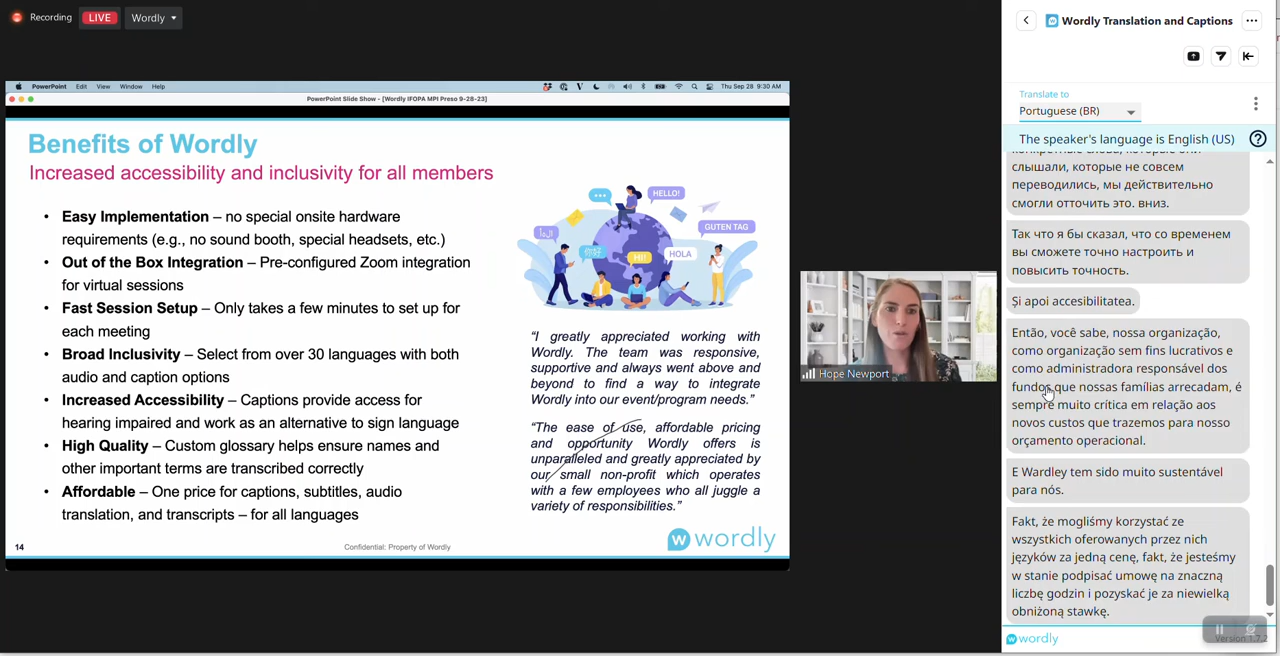 Recording
LIVE
Wordly
PowerPoint Edit View Window Help
Thu Sep 28 9:30 AM
PowerPoint Slide Show - [Wordly IFOPA MPI Preso 9-28-23]
Benefits of Wordly
Increased accessibility and inclusivity for all members
• Easy Implementation – no special onsite hardware
requirements (e.g., no sound booth, special headsets, etc.)
• Out of the Box Integration – Pre-configured Zoom integration
for virtual sessions
• Fast Session Setup – Only takes a few minutes to set up for
each meeting
• Broad Inclusivity – Select from over 30 languages with both
audio and caption options
• Increased Accessibility – Captions provide access for
hearing impaired and work as an alternative to sign language
• High Quality – Custom glossary helps ensure names and
other important terms are transcribed correctly
• Affordable – One price for captions, subtitles, audio
translation, and transcripts – for all languages
HELLO!
GUTEN TAG
HOLA
HI!
“I greatly appreciated working with
Wordly. The team was responsive,
supportive and always went above and
beyond to find a way to integrate
Wordly into our event/program needs.”
“The ease of use, affordable pricing
and opportunity Wordly offers is
unparalleled and greatly appreciated by
our small non-profit which operates
with a few employees who all juggle a
variety of responsibilities.”
14
Confidential: Property of Wordly
wordly
Hope Newport
Wordly Translation and Captions
Translate to
Portuguese (BR)
The speaker's language is English (US)
слышали, которые не совсем
переводились, мы действительно
смогли отточить это. вниз.
Так что я бы сказал, что со временем
вы сможете точно настроить и
повысить точность.
Și apoi accesibilitatea.
Então, você sabe, nossa organização,
como organização sem fins lucrativos e
como administradora responsável dos
fundos que nossas famílias arrecadam, é
sempre muito crítica em relação aos
novos custos que trazemos para nosso
orçamento operacional.
E Wardley tem sido muito sustentável
para nós.
Fakt, że mogliśmy korzystać ze
wszystkich oferowanych przez nich
języków za jedną cenę, fakt, że jesteśmy
w stanie podpisać umowę na znaczną
liczbę godzin i pozyskać je za niewielką
obniżoną stawkę.
wordly
Version 1.7.2